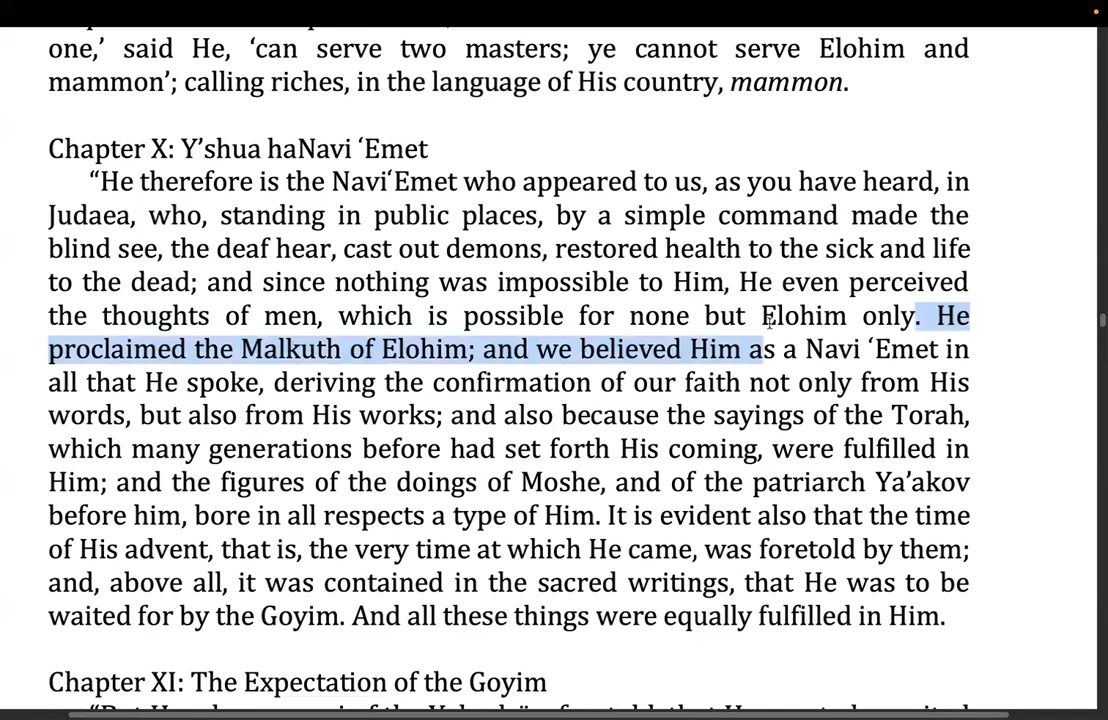 one,’ said He, ‘can serve two masters; ye cannot serve Elohim and
mammon’; calling riches, in the language of His country, mammon.
Chapter X: Y’shua haNavi ‘Emet
“He therefore is the Navi‘Emet who appeared to us, as you have heard, in
Judaea, who, standing in public places, by a simple command made the
blind see, the deaf hear, cast out demons, restored health to the sick and life
to the dead; and since nothing was impossible to Him, He even perceived
the thoughts of men, which is possible for none but Elohim only. He
proclaimed the Malkuth of Elohim; and we believed Him as a Navi ‘Emet in
all that He spoke, deriving the confirmation of our faith not only from His
words, but also from His works; and also because the sayings of the Torah,
which many generations before had set forth His coming, were fulfilled in
Him; and the figures of the doings of Moshe, and of the patriarch Ya’akov
before him, bore in all respects a type of Him. It is evident also that the time
of His advent, that is, the very time at which He came, was foretold by them;
and, above all, it was contained in the sacred writings, that He was to be
waited for by the Goyim. And all these things were equally fulfilled in Him.
Chapter XI: The Expectation of the Goyim